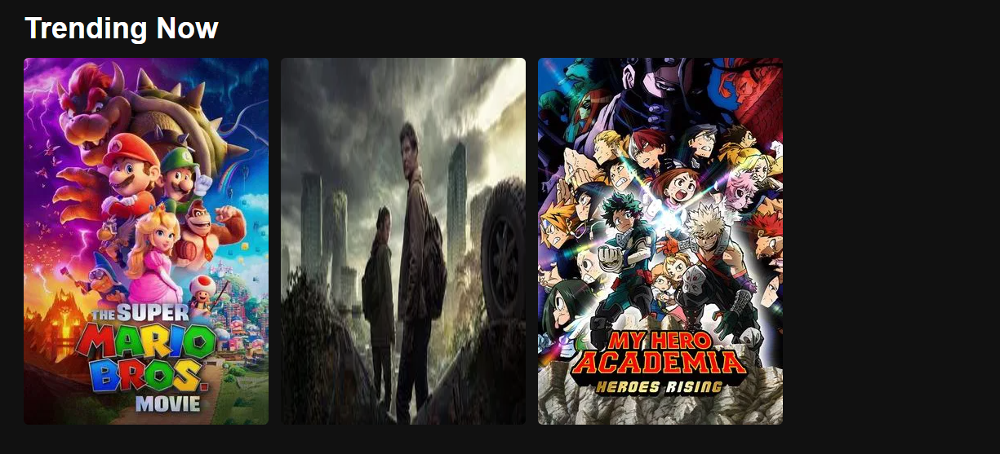 Trending Now
THE SUPER
MARIO
BROS.
MOVIE
MY HERO
ACADEMIA
HEROES RISING